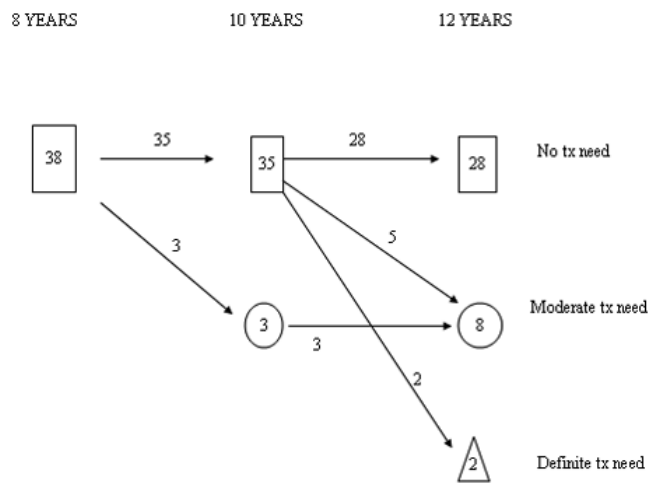 8 YEARS 10 YEARS 12 YEARS
35 28
38 35 28 No tx need
5
3
Moderate tx need
3 8
3
2
2 Definite tx need